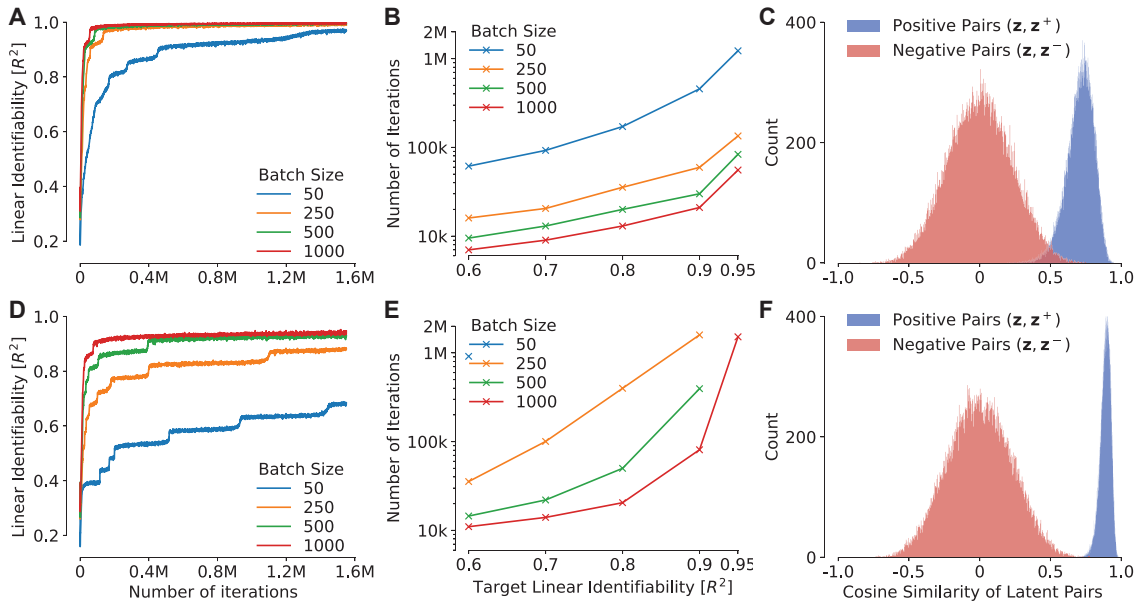 A
Linear Identifiability [R²]
1.0
0.8
0.6
0.4
0.2
0
0.4M
0.8M
1.2M
1.6M
Batch Size
50
250
500
1000
B
Number of Iterations
2M
1M
100k
10k
0.6
0.7
0.8
0.9
0.95
Batch Size
50
250
500
1000
C
Count
400
200
0
-1.0
-0.5
0
0.5
1.0
Positive Pairs (z, z⁺)
Negative Pairs (z, z⁻)
D
Linear Identifiability [R²]
1.0
0.8
0.6
0.4
0.2
0
0.4M
0.8M
1.2M
1.6M
Number of iterations
Batch Size
50
250
500
1000
E
Number of Iterations
2M
1M
100k
10k
0.6
0.7
0.8
0.9
0.95
Target Linear Identifiability [R²]
Batch Size
50
250
500
1000
F
Count
400
200
0
-1.0
-0.5
0
0.5
1.0
Cosine Similarity of Latent Pairs
Positive Pairs (z, z⁺)
Negative Pairs (z, z⁻)